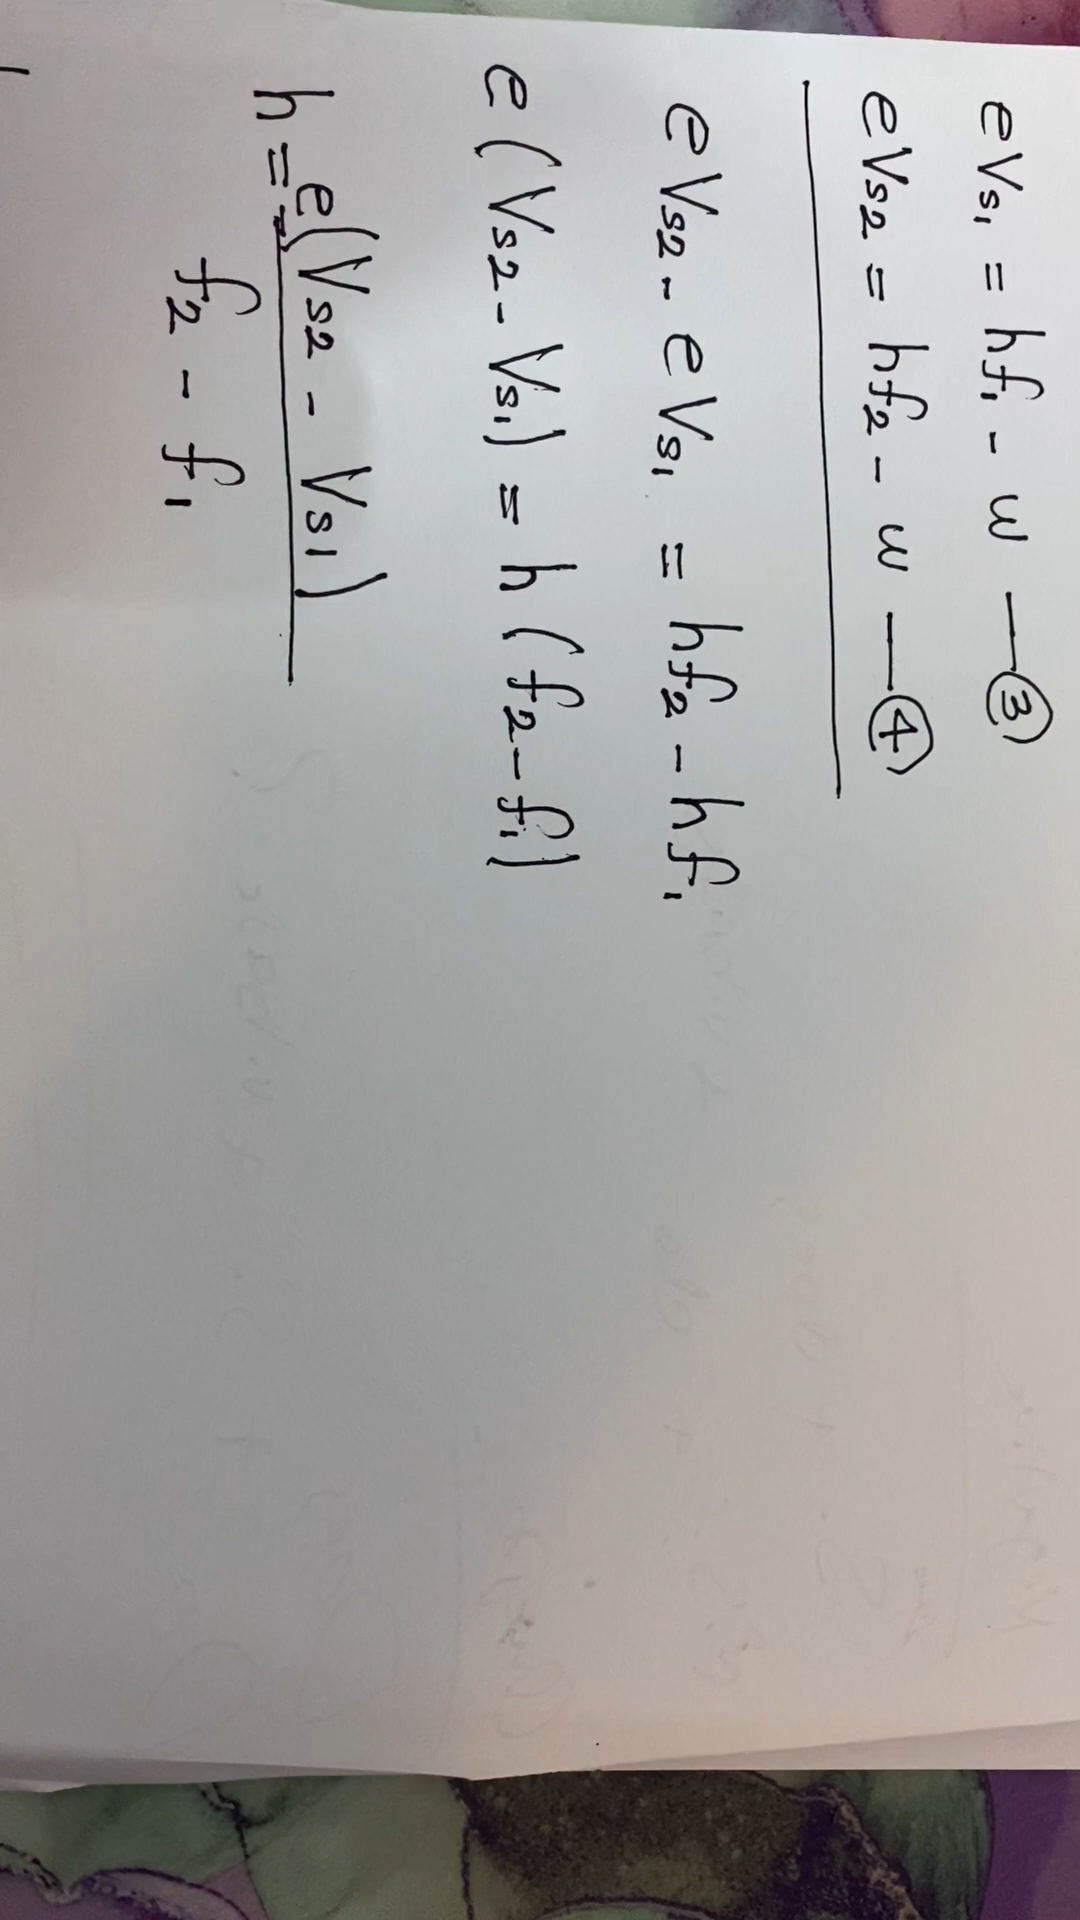 eVs₁ = hf₁ - w —③
eVs2 = hf2 - w —④
eVs2 - eVs₁ = hf2 - hf₁
e(Vs2 - Vs₁) = h(f2 - f₁)
h = e(Vs2 - Vs1)
f2 - f1